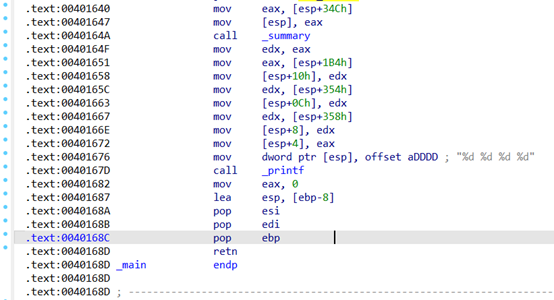 .text:00401640 mov eax, [esp+34Ch]
.text:00401647 mov [esp], eax
.text:0040164A call _summary
.text:0040164F mov edx, eax
.text:00401651 mov eax, [esp+1B4h]
.text:00401658 mov [esp+10h], edx
.text:0040165C mov edx, [esp+354h]
.text:00401663 mov [esp+0Ch], edx
.text:00401667 mov edx, [esp+358h]
.text:0040166E mov [esp+8], edx
.text:00401672 mov [esp+4], eax
.text:00401676 mov dword ptr [esp], offset aDDDD ; "%d %d %d %d"
.text:0040167D call _printf
.text:00401682 mov eax, 0
.text:00401687 lea esp, [ebp-8]
.text:0040168A pop esi
.text:0040168B pop edi
.text:0040168C pop ebp
.text:0040168D retn
.text:0040168D _main endp
.text:0040168D
.text:0040168D ; ---------------------------------------------------------------